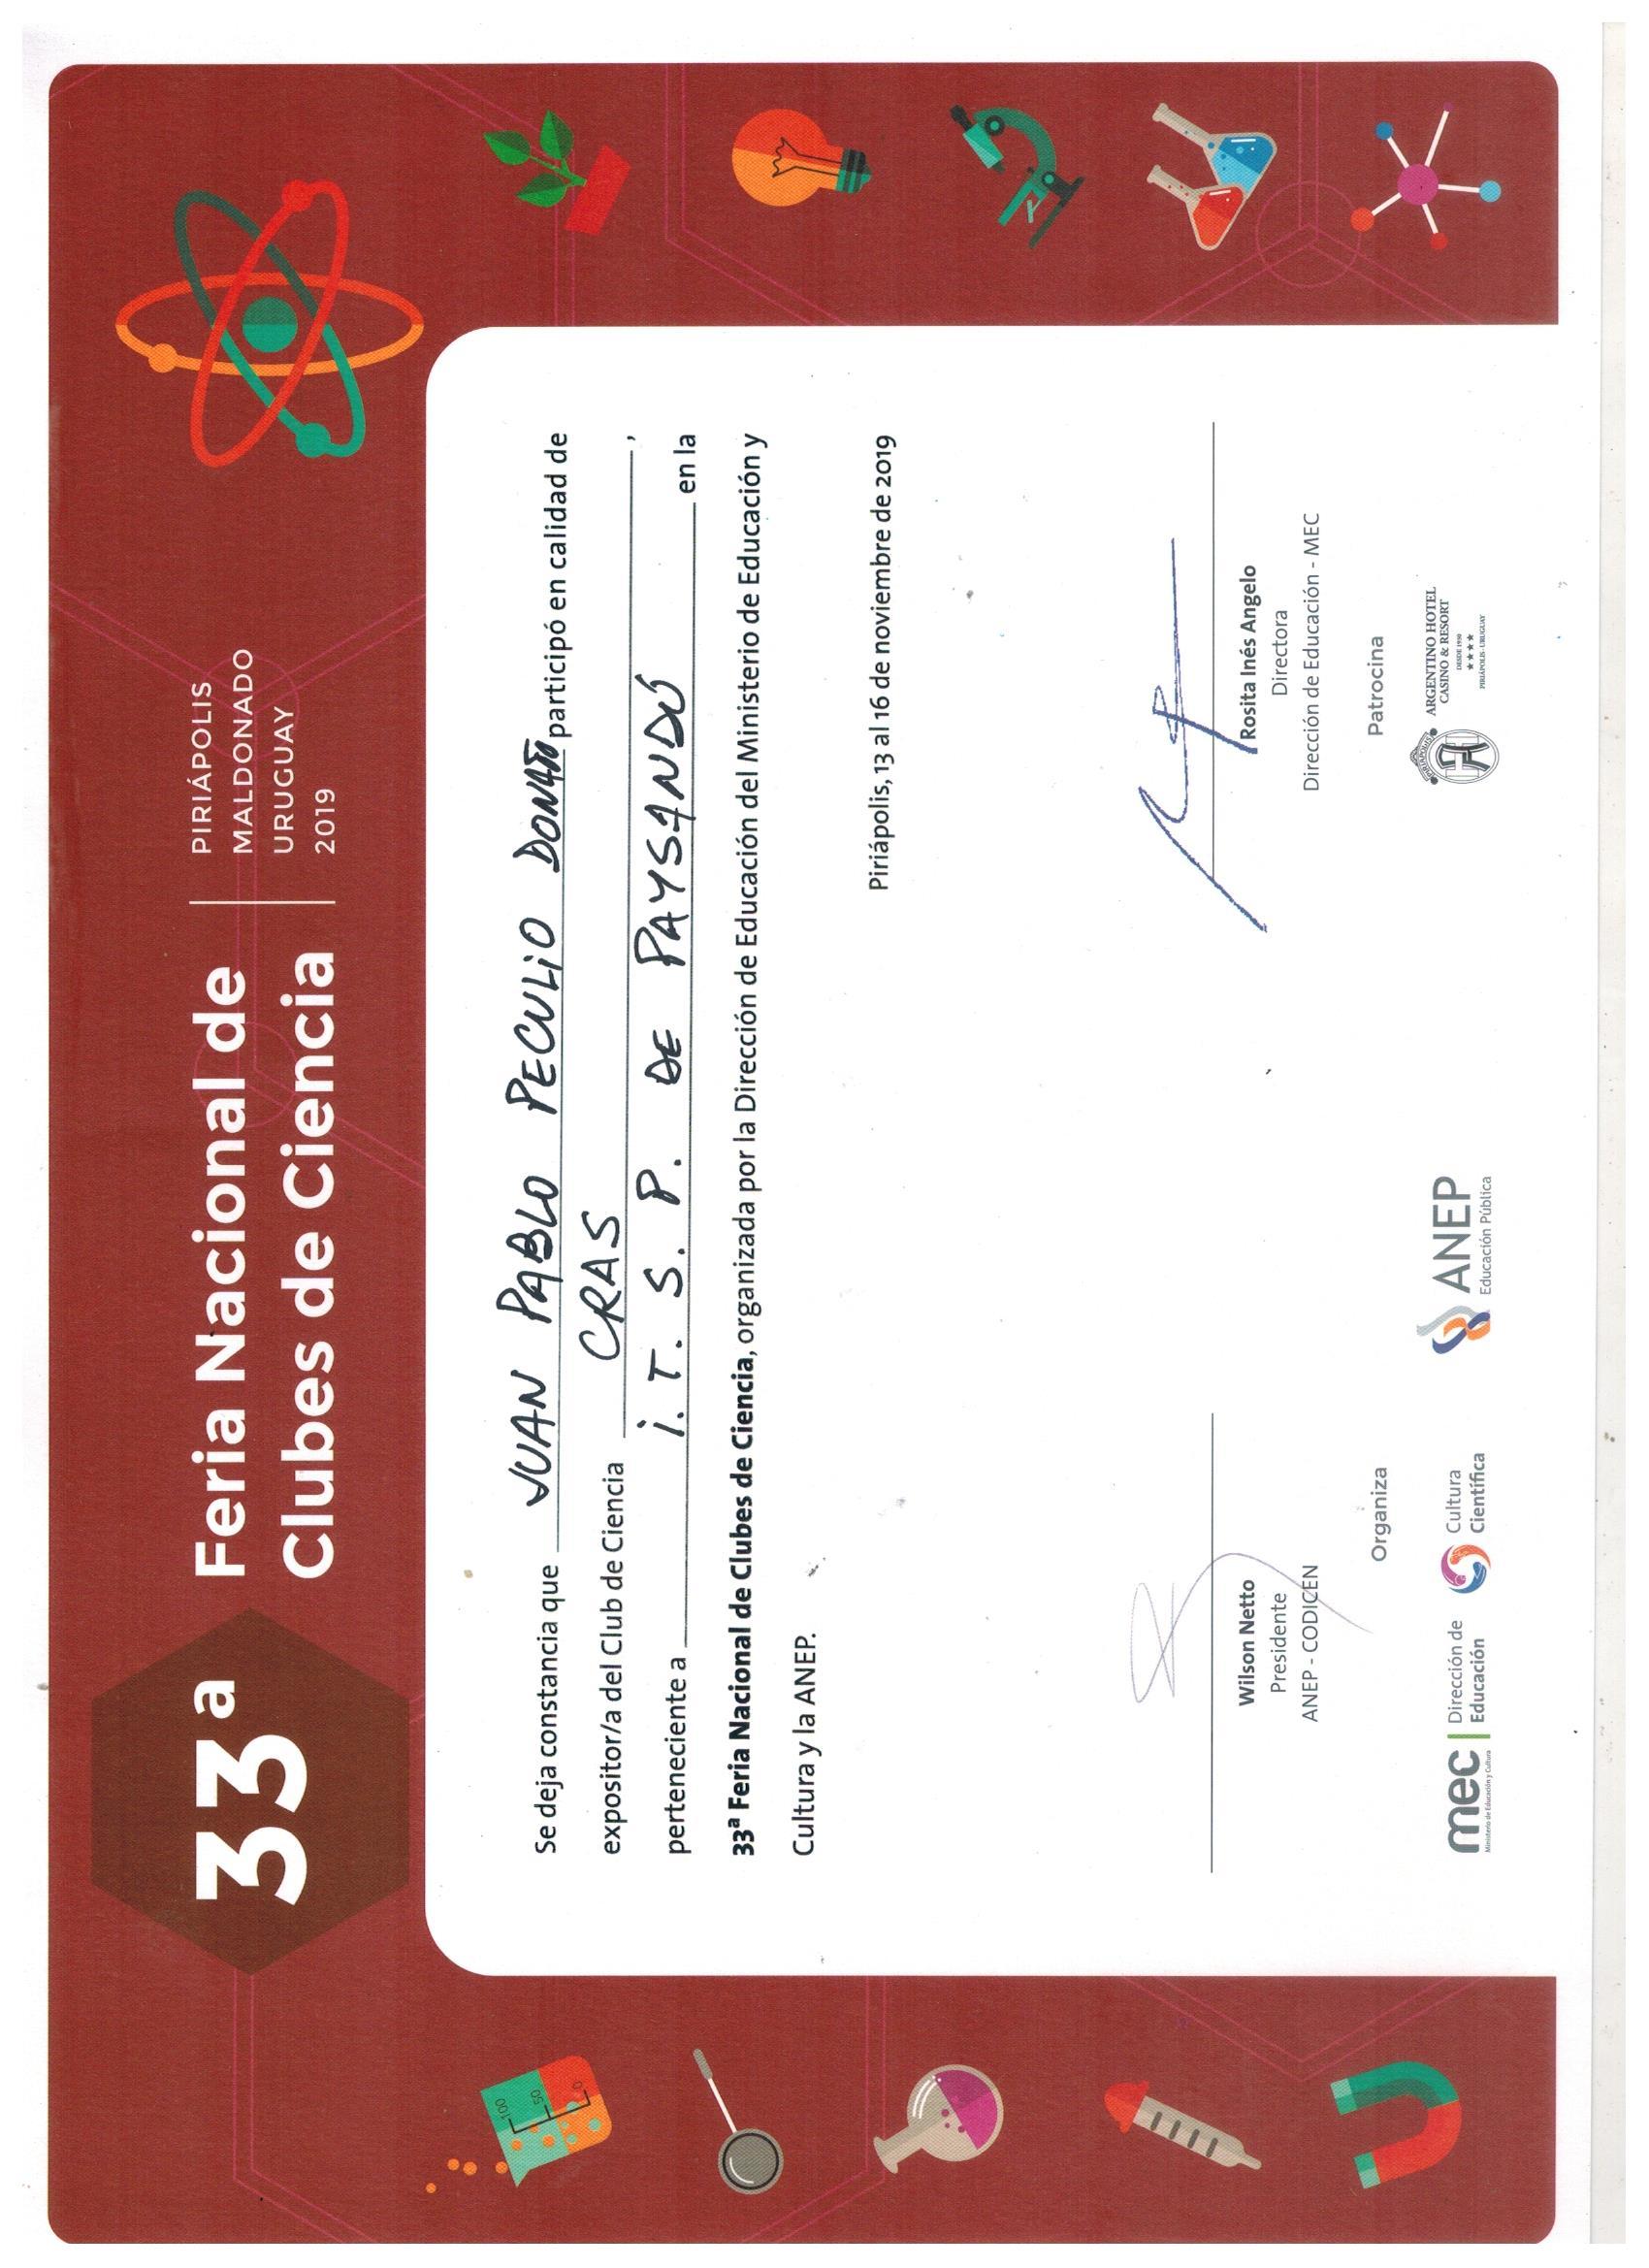 33ª
Feria Nacional de
Clubes de Ciencia
PIRIÁPOLIS
MALDONADO
URUGUAY
2019
100
50
0
Se deja constancia que JUAN PABLO PECULIO DONATO participó en calidad de
expositor/a del Club de Ciencia CRAS ,
perteneciente a I. T. S. P. DE PAYSANDÚ en la
33ª Feria Nacional de Clubes de Ciencia, organizada por la Dirección de Educación del Ministerio de Educación y
Cultura y la ANEP.
Piriápolis, 13 al 16 de noviembre de 2019
Wilson Netto
Presidente
ANEP - CODICEN
Rosita Inés Angelo
Directora
Dirección de Educación - MEC
Organiza
mec
Ministerio de Educación y Cultura
Dirección de
Educación
Cultura
Científica
ANEP
Educación Pública
Patrocina
PIRIAPOLIS
ARGENTINO HOTEL
CASINO & RESORT
DESDE 1930
PIRIÁPOLIS - URUGUAY